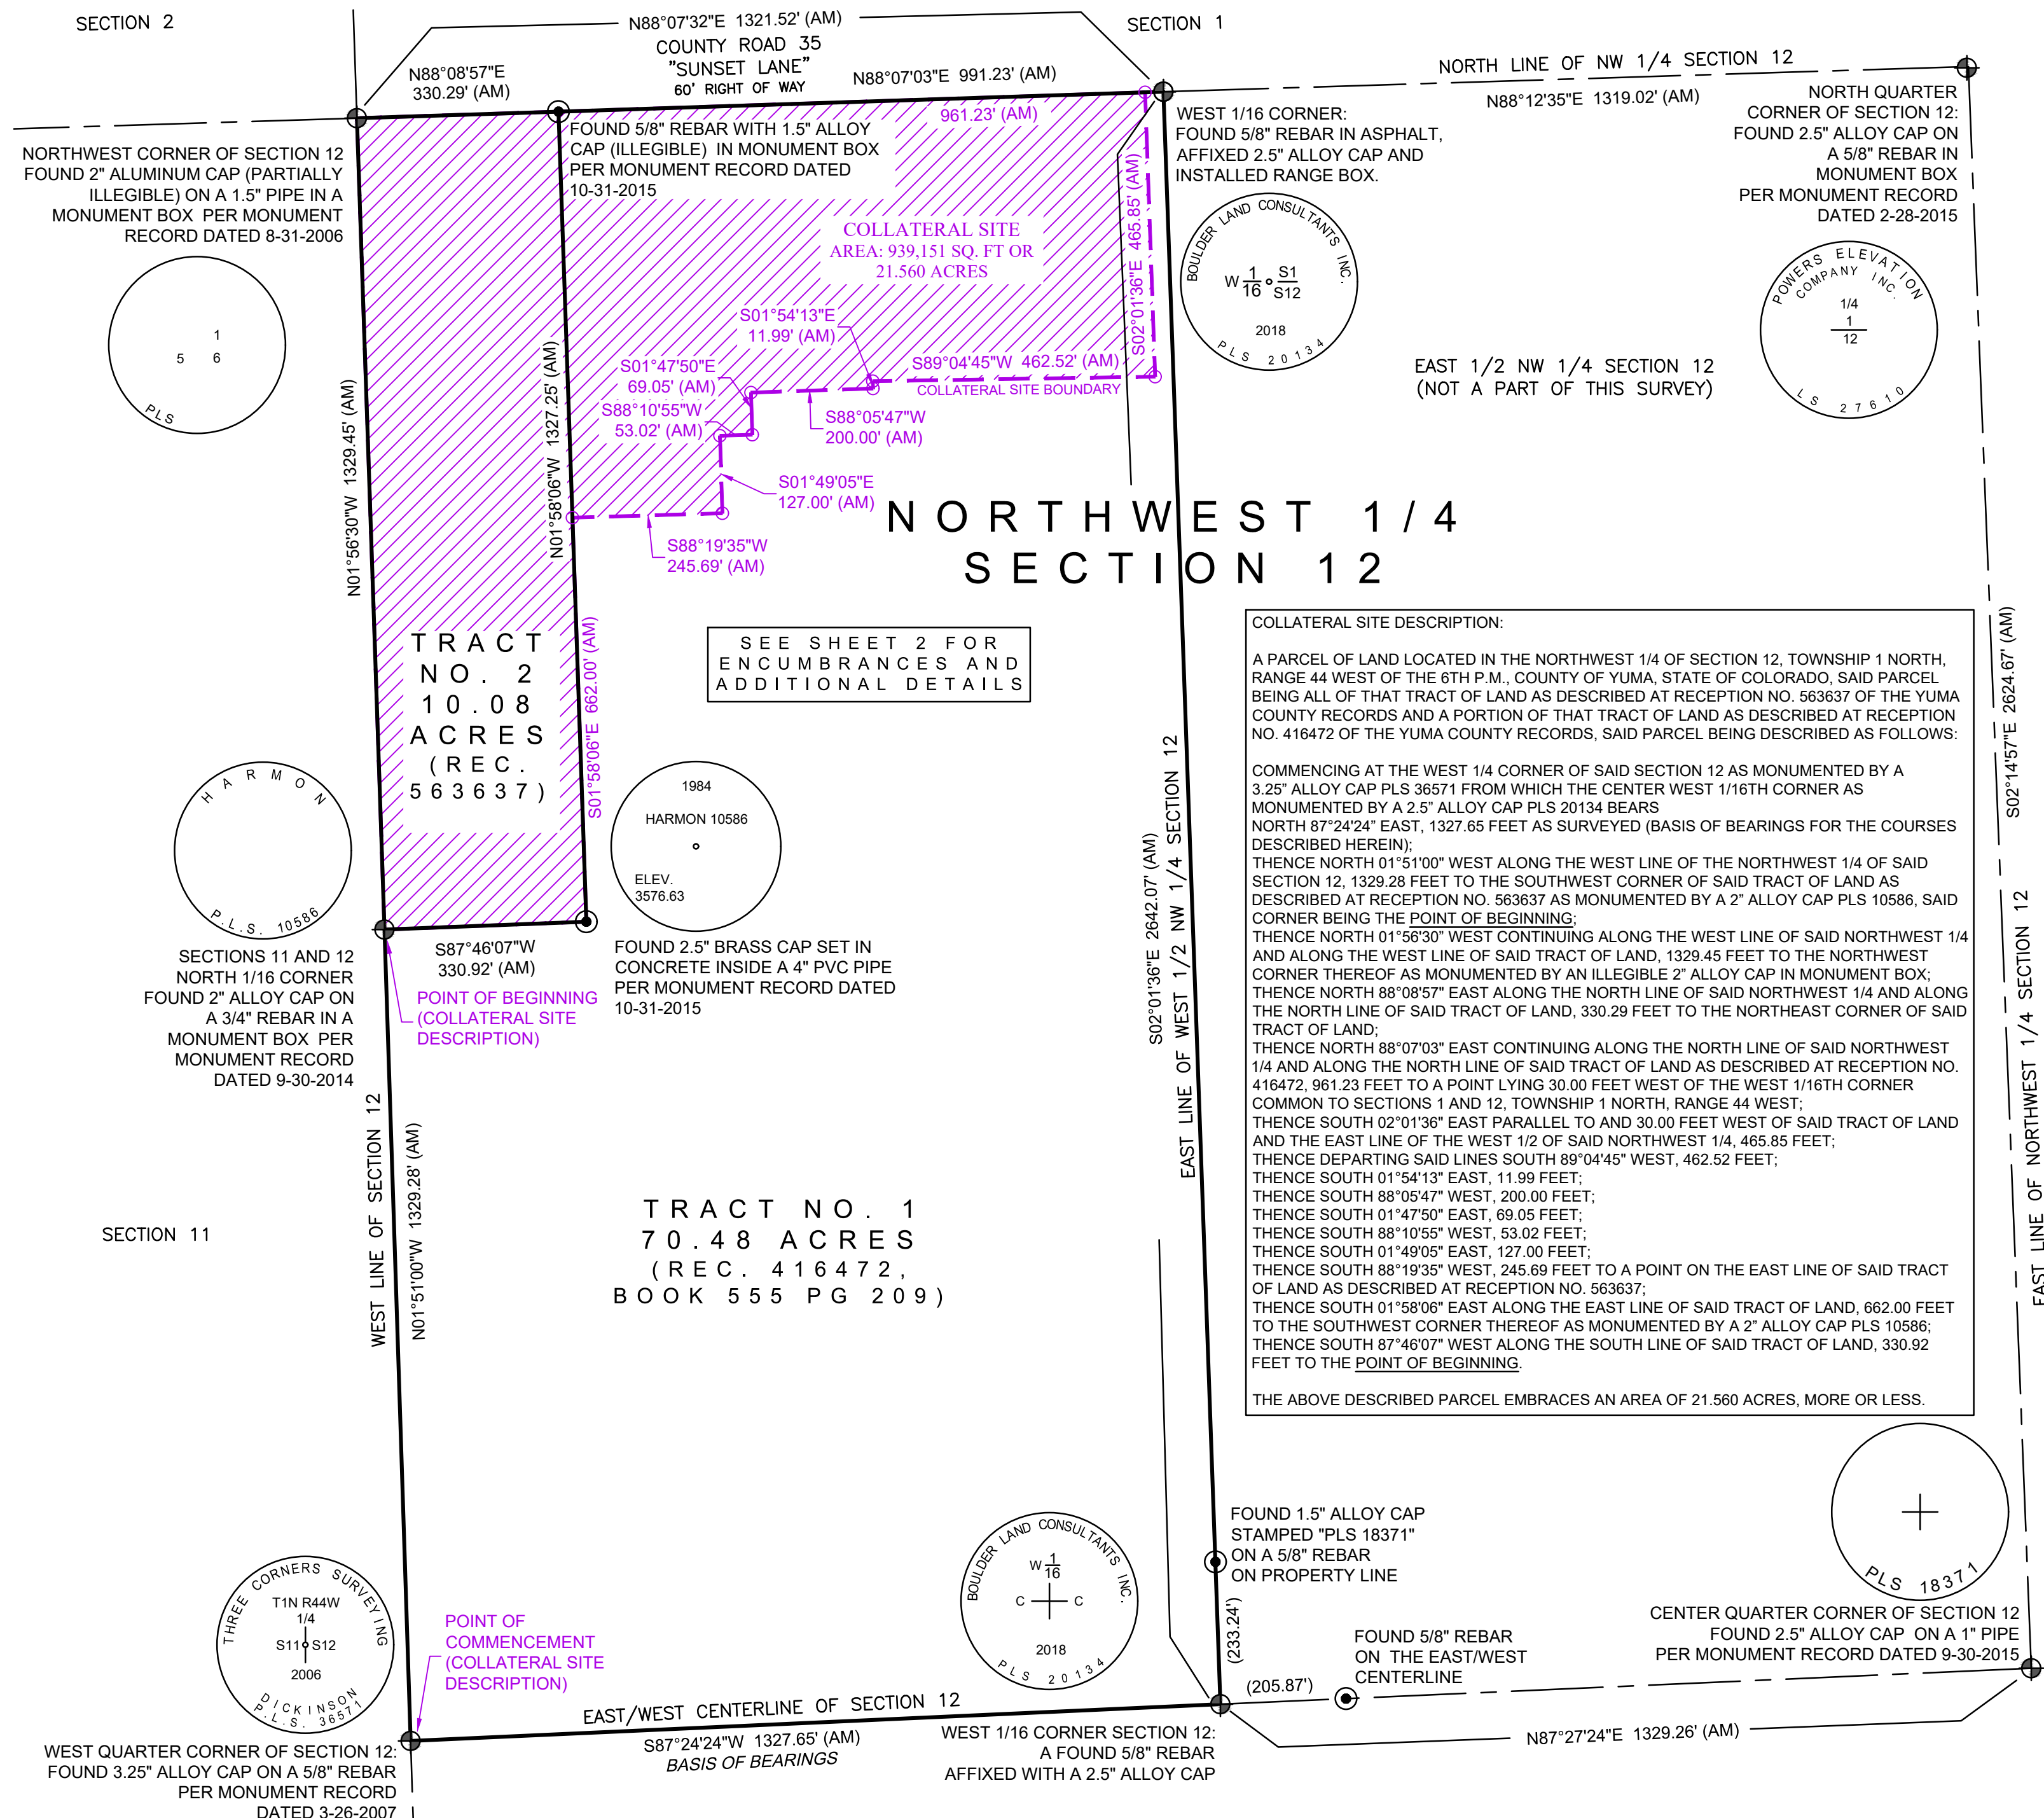 SECTION 2
N88°07'32"E 1321.52' (AM)
SECTION 1
COUNTY ROAD 35
"SUNSET LANE"
60' RIGHT OF WAY
N88°08'57"E
330.29' (AM)
N88°07'03"E 991.23' (AM)
NORTH LINE OF NW 1/4 SECTION 12
N88°12'35"E 1319.02' (AM)
961.23' (AM)
NORTHWEST CORNER OF SECTION 12
FOUND 2" ALUMINUM CAP (PARTIALLY
ILLEGIBLE) ON A 1.5" PIPE IN A
MONUMENT BOX PER MONUMENT
RECORD DATED 8-31-2006
FOUND 5/8" REBAR WITH 1.5" ALLOY
CAP (ILLEGIBLE) IN MONUMENT BOX
PER MONUMENT RECORD DATED
10-31-2015
WEST 1/16 CORNER:
FOUND 5/8" REBAR IN ASPHALT,
AFFIXED 2.5" ALLOY CAP AND
INSTALLED RANGE BOX.
NORTH QUARTER
CORNER OF SECTION 12:
FOUND 2.5" ALLOY CAP ON
A 5/8" REBAR IN
MONUMENT BOX
PER MONUMENT RECORD
DATED 2-28-2015
COLLATERAL SITE
AREA: 939,151 SQ. FT OR
21.560 ACRES
S02°01'36"E 465.85' (AM)
BOULDER LAND CONSULTANTS INC.
W 1/16 S1
S12
2018
PLS 20134
POWERS ELEVATION
COMPANY INC.
1/4
1
12
LS 27610
1
5 6
PLS
S01°54'13"E
11.99' (AM)
S01°47'50"E
69.05' (AM)
S88°10'55"W
53.02' (AM)
S89°04'45"W 462.52' (AM)
COLLATERAL SITE BOUNDARY
S88°05'47"W
200.00' (AM)
S01°49'05"E
127.00' (AM)
S88°19'35"W
245.69' (AM)
EAST 1/2 NW 1/4 SECTION 12
(NOT A PART OF THIS SURVEY)
N01°56'30"W 1329.45' (AM)
N01°58'06"W 1327.25' (AM)
NORTHWEST 1/4
SECTION 12
TRACT
NO. 2
10.08
ACRES
(REC.
563637)
S01°58'06"E 662.00' (AM)
SEE SHEET 2 FOR
ENCUMBRANCES AND
ADDITIONAL DETAILS
COLLATERAL SITE DESCRIPTION:
A PARCEL OF LAND LOCATED IN THE NORTHWEST 1/4 OF SECTION 12, TOWNSHIP 1 NORTH,
RANGE 44 WEST OF THE 6TH P.M., COUNTY OF YUMA, STATE OF COLORADO, SAID PARCEL
BEING ALL OF THAT TRACT OF LAND AS DESCRIBED AT RECEPTION NO. 563637 OF THE YUMA
COUNTY RECORDS AND A PORTION OF THAT TRACT OF LAND AS DESCRIBED AT RECEPTION
NO. 416472 OF THE YUMA COUNTY RECORDS, SAID PARCEL BEING DESCRIBED AS FOLLOWS:
COMMENCING AT THE WEST 1/4 CORNER OF SAID SECTION 12 AS MONUMENTED BY A
3.25" ALLOY CAP PLS 36571 FROM WHICH THE CENTER WEST 1/16TH CORNER AS
MONUMENTED BY A 2.5" ALLOY CAP PLS 20134 BEARS
NORTH 87°24'24" EAST, 1327.65 FEET AS SURVEYED (BASIS OF BEARINGS FOR THE COURSES
DESCRIBED HEREIN);
THENCE NORTH 01°51'00" WEST ALONG THE WEST LINE OF THE NORTHWEST 1/4 OF SAID
SECTION 12, 1329.28 FEET TO THE SOUTHWEST CORNER OF SAID TRACT OF LAND AS
DESCRIBED AT RECEPTION NO. 563637 AS MONUMENTED BY A 2" ALLOY CAP PLS 10586, SAID
CORNER BEING THE POINT OF BEGINNING;
THENCE NORTH 01°56'30" WEST CONTINUING ALONG THE WEST LINE OF SAID NORTHWEST 1/4
AND ALONG THE WEST LINE OF SAID TRACT OF LAND, 1329.45 FEET TO THE NORTHWEST
CORNER THEREOF AS MONUMENTED BY AN ILLEGIBLE 2" ALLOY CAP IN MONUMENT BOX;
THENCE NORTH 88°08'57" EAST ALONG THE NORTH LINE OF SAID NORTHWEST 1/4 AND ALONG
THE NORTH LINE OF SAID TRACT OF LAND, 330.29 FEET TO THE NORTHEAST CORNER OF SAID
TRACT OF LAND;
THENCE NORTH 88°07'03" EAST CONTINUING ALONG THE NORTH LINE OF SAID NORTHWEST
1/4 AND ALONG THE NORTH LINE OF SAID TRACT OF LAND AS DESCRIBED AT RECEPTION NO.
416472, 961.23 FEET TO A POINT LYING 30.00 FEET WEST OF THE WEST 1/16TH CORNER
COMMON TO SECTIONS 1 AND 12, TOWNSHIP 1 NORTH, RANGE 44 WEST;
THENCE SOUTH 02°01'36" EAST PARALLEL TO AND 30.00 FEET WEST OF SAID TRACT OF LAND
AND THE EAST LINE OF THE WEST 1/2 OF SAID NORTHWEST 1/4, 465.85 FEET;
THENCE DEPARTING SAID LINES SOUTH 89°04'45" WEST, 462.52 FEET;
THENCE SOUTH 01°54'13" EAST, 11.99 FEET;
THENCE SOUTH 88°05'47" WEST, 200.00 FEET;
THENCE SOUTH 01°47'50" EAST, 69.05 FEET;
THENCE SOUTH 88°10'55" WEST, 53.02 FEET;
THENCE SOUTH 01°49'05" EAST, 127.00 FEET;
THENCE SOUTH 88°19'35" WEST, 245.69 FEET TO A POINT ON THE EAST LINE OF SAID TRACT
OF LAND AS DESCRIBED AT RECEPTION NO. 563637;
THENCE SOUTH 01°58'06" EAST ALONG THE EAST LINE OF SAID TRACT OF LAND, 662.00 FEET
TO THE SOUTHWEST CORNER THEREOF AS MONUMENTED BY A 2" ALLOY CAP PLS 10586;
THENCE SOUTH 87°46'07" WEST ALONG THE SOUTH LINE OF SAID TRACT OF LAND, 330.92
FEET TO THE POINT OF BEGINNING.
THE ABOVE DESCRIBED PARCEL EMBRACES AN AREA OF 21.560 ACRES, MORE OR LESS.
S02°14'57"E 2624.67' (AM)
EAST LINE OF NORTHWEST 1/4 SECTION 12
HARMON
P.L.S. 10586
1984
HARMON 10586
ELEV.
3576.63
SECTIONS 11 AND 12
NORTH 1/16 CORNER
FOUND 2" ALLOY CAP ON
A 3/4" REBAR IN A
MONUMENT BOX PER
MONUMENT RECORD
DATED 9-30-2014
S87°46'07"W
330.92' (AM)
POINT OF BEGINNING
(COLLATERAL SITE
DESCRIPTION)
FOUND 2.5" BRASS CAP SET IN
CONCRETE INSIDE A 4" PVC PIPE
PER MONUMENT RECORD DATED
10-31-2015
S02°01'36"E 2642.07' (AM)
EAST LINE OF WEST 1/2 NW 1/4 SECTION 12
WEST LINE OF SECTION 12
N01°51'00"W 1329.28' (AM)
SECTION 11
TRACT NO. 1
70.48 ACRES
(REC. 416472,
BOOK 555 PG 209)
FOUND 1.5" ALLOY CAP
STAMPED "PLS 18371"
ON A 5/8" REBAR
ON PROPERTY LINE
PLS 18371
THREE CORNERS SURVEYING
T1N R44W
1/4
S11 S12
2006
DICKINSON
P.L.S. 36571
POINT OF
COMMENCEMENT
(COLLATERAL SITE
DESCRIPTION)
BOULDER LAND CONSULTANTS INC.
W 1/16
C C
2018
PLS 20134
(233.24')
(205.87')
FOUND 5/8" REBAR
ON THE EAST/WEST
CENTERLINE
CENTER QUARTER CORNER OF SECTION 12
FOUND 2.5" ALLOY CAP ON A 1" PIPE
PER MONUMENT RECORD DATED 9-30-2015
EAST/WEST CENTERLINE OF SECTION 12
S87°24'24"W 1327.65' (AM)
BASIS OF BEARINGS
WEST 1/16 CORNER SECTION 12:
A FOUND 5/8" REBAR
AFFIXED WITH A 2.5" ALLOY CAP
N87°27'24"E 1329.26' (AM)
WEST QUARTER CORNER OF SECTION 12:
FOUND 3.25" ALLOY CAP ON A 5/8" REBAR
PER MONUMENT RECORD
DATED 3-26-2007